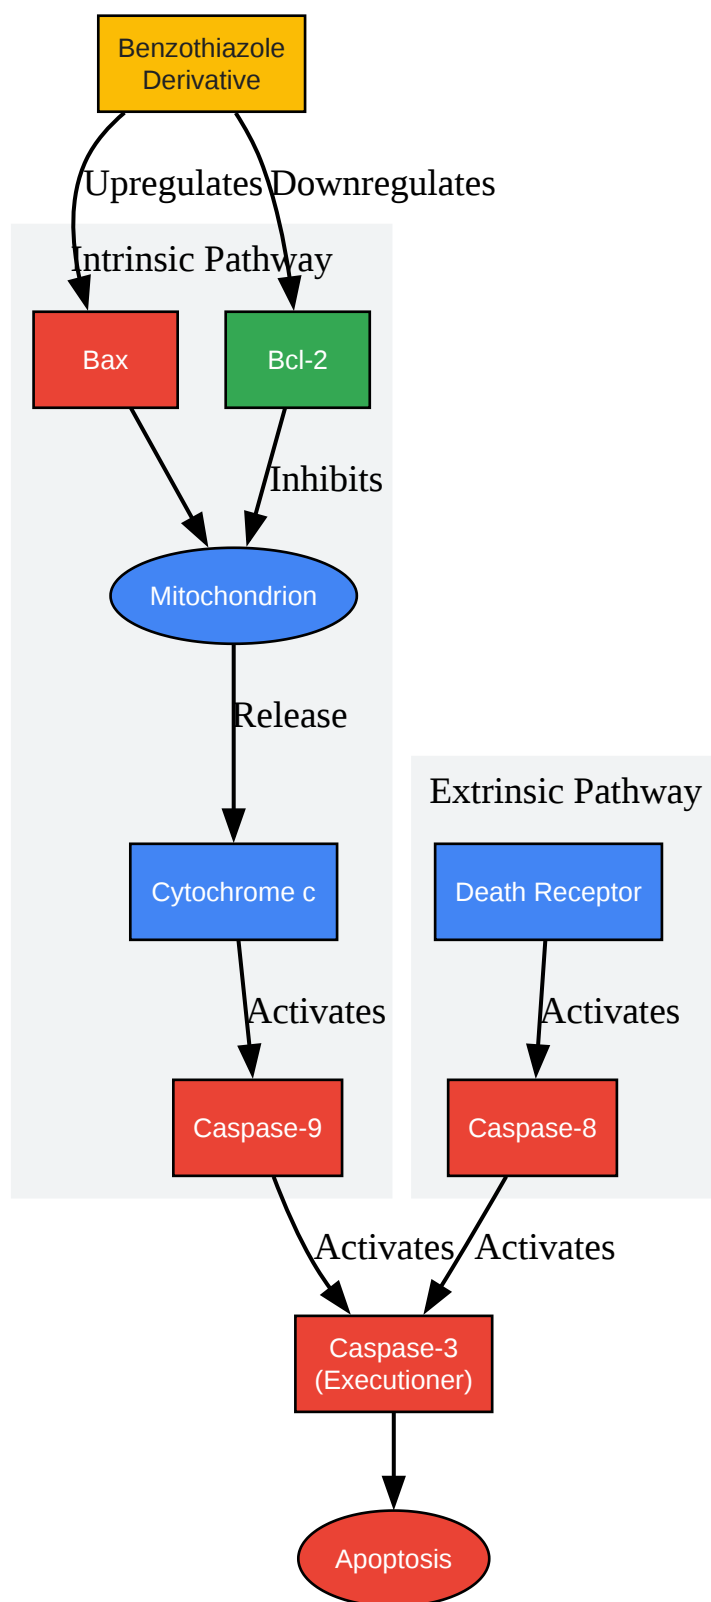 Benzothiazole
Derivative
Upregulates
Downregulates
Intrinsic Pathway
Bax
Bcl-2
Inhibits
Mitochondrion
Release
Extrinsic Pathway
Cytochrome c
Death Receptor
Activates
Activates
Caspase-9
Caspase-8
Activates
Activates
Caspase-3
(Executioner)
Apoptosis